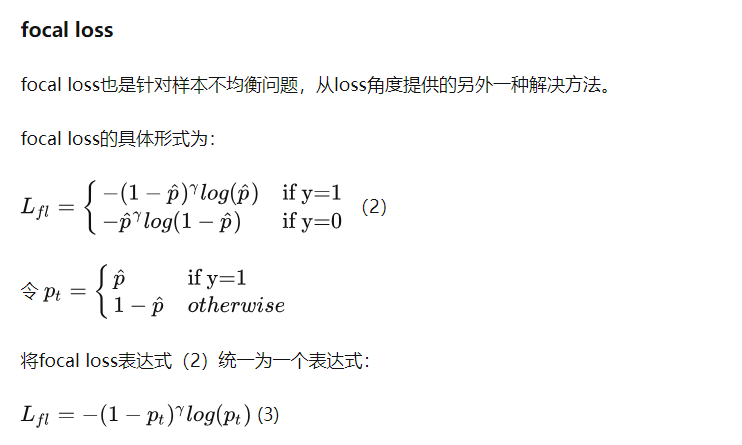 focal loss
focal loss也是针对样本不均衡问题，从loss角度提供的另外一种解决方法。
focal loss的具体形式为：
$L_{fl} = \begin{cases} -(1-\hat{p})^{\gamma}log(\hat{p}) & \text{if y=1} \\ -\hat{p}^{\gamma}log(1-\hat{p}) & \text{if y=0} \end{cases}$ （2）
令 $p_t = \begin{cases} \hat{p} & \text{if y=1} \\ 1-\hat{p} & otherwise \end{cases}$
将focal loss表达式（2）统一为一个表达式：
$L_{fl} = -(1-p_t)^{\gamma}log(p_t)$ (3)